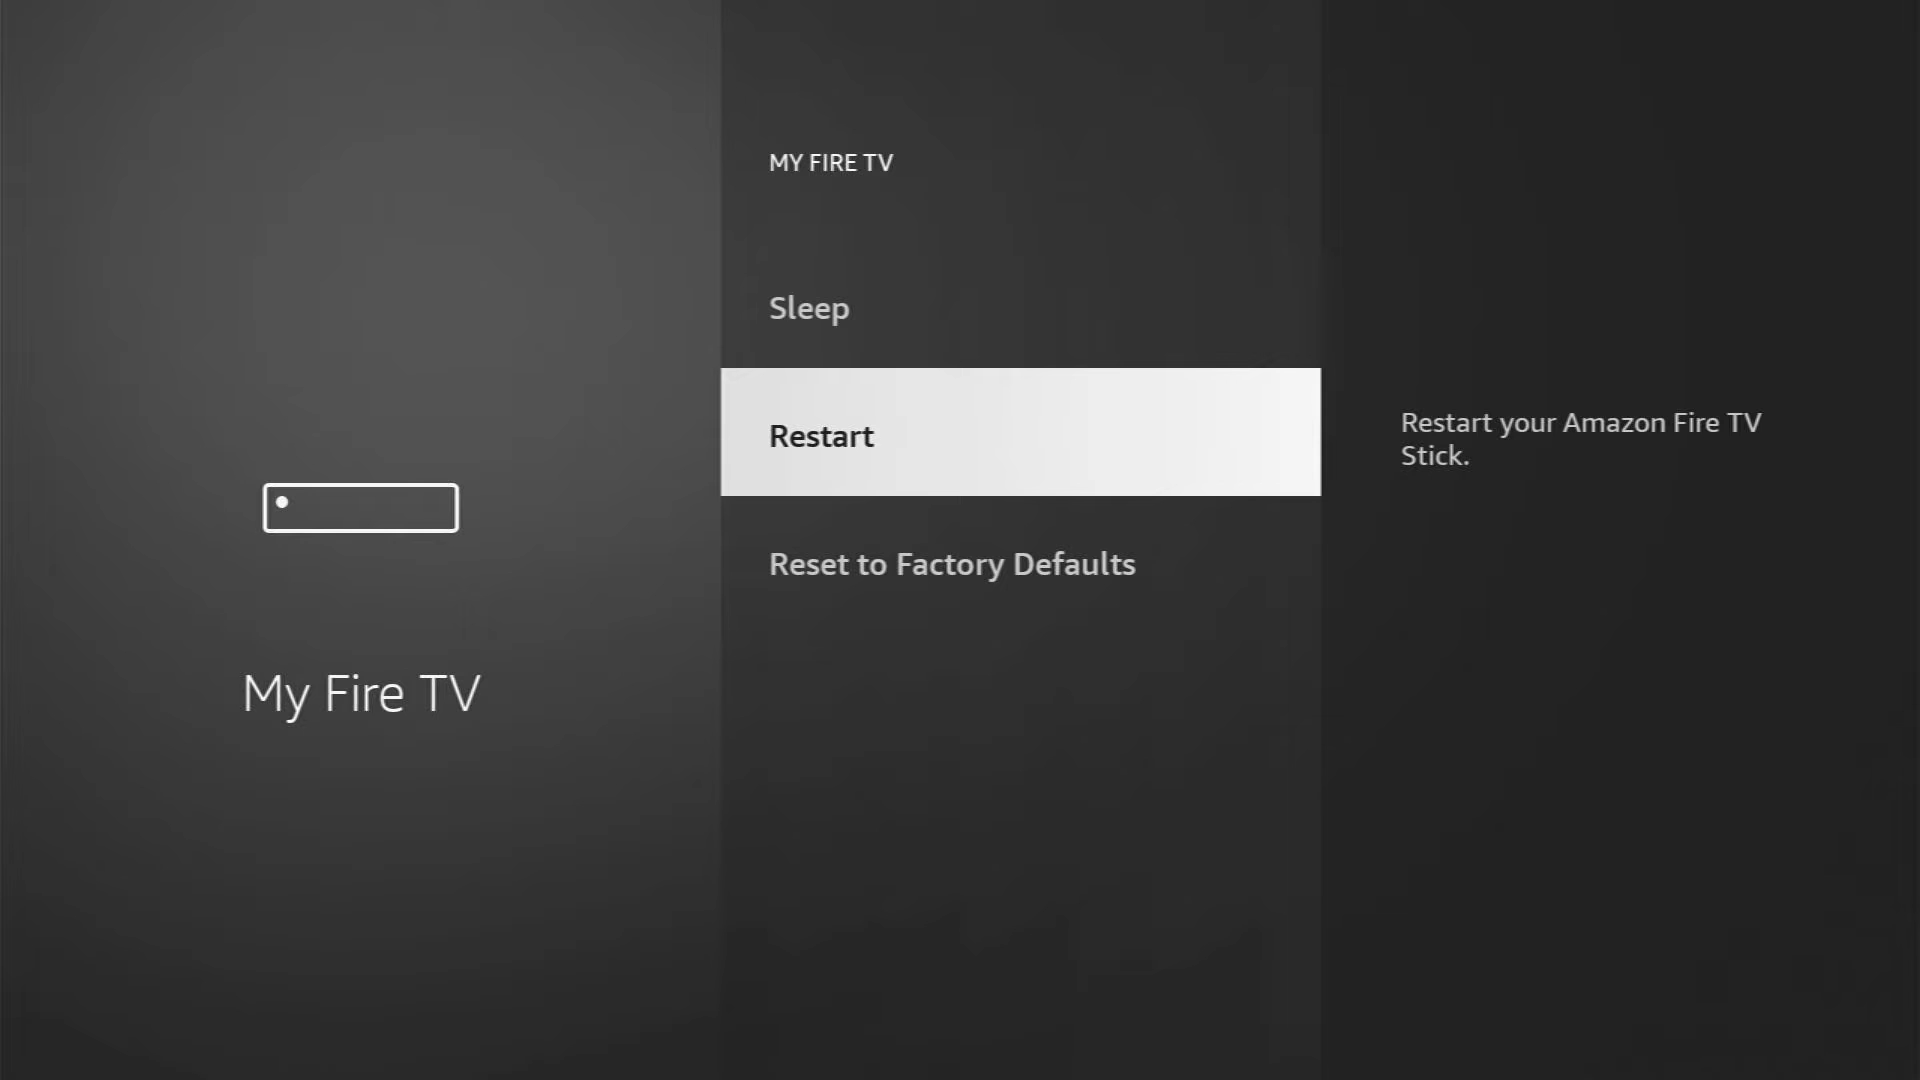 MY FIRE TV
Sleep
Restart
Restart your Amazon Fire TV
Stick.
Reset to Factory Defaults
My Fire TV